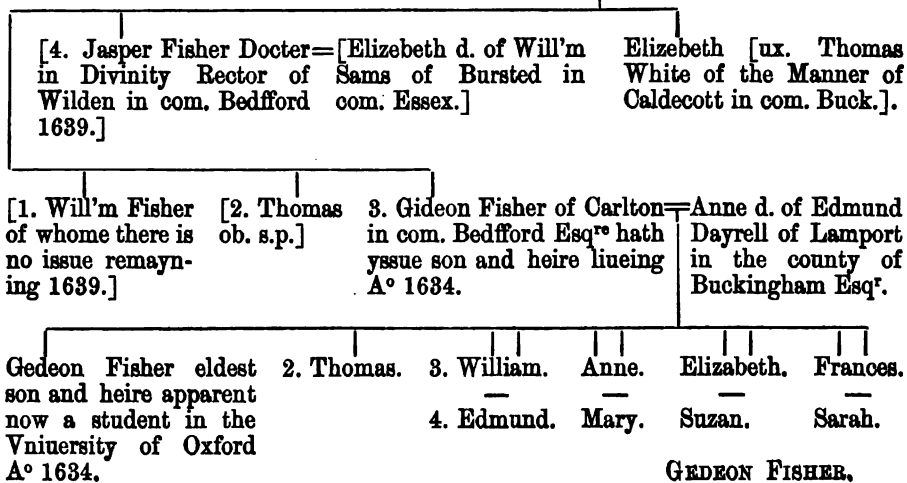 [4. Jasper Fisher Docter=[Elizebeth d. of Will'm
in Divinity Rector of Sams of Bursted in
Wilden in com. Bedfford com. Essex.]
1639.]
Elizebeth [ux. Thomas
White of the Manner of
Caldecott in com. Buck.].
[1. Will'm Fisher
of whome there is
no issue remayn-
ing 1639.]
[2. Thomas
ob. s.p.]
3. Gideon Fisher of Carlton=Anne d. of Edmund
in com. Bedfford Esqre hath Dayrell of Lamport
yssue son and heire liueing in the county of
Ao 1634. Buckingham Esqr.
Gedeon Fisher eldest
son and heire apparent
now a student in the
Vniuersity of Oxford
Ao 1634.
2. Thomas.
3. William. Anne. Elizabeth. Frances.
4. Edmund. Mary. Suzan. Sarah.
GEDEON FISHER.